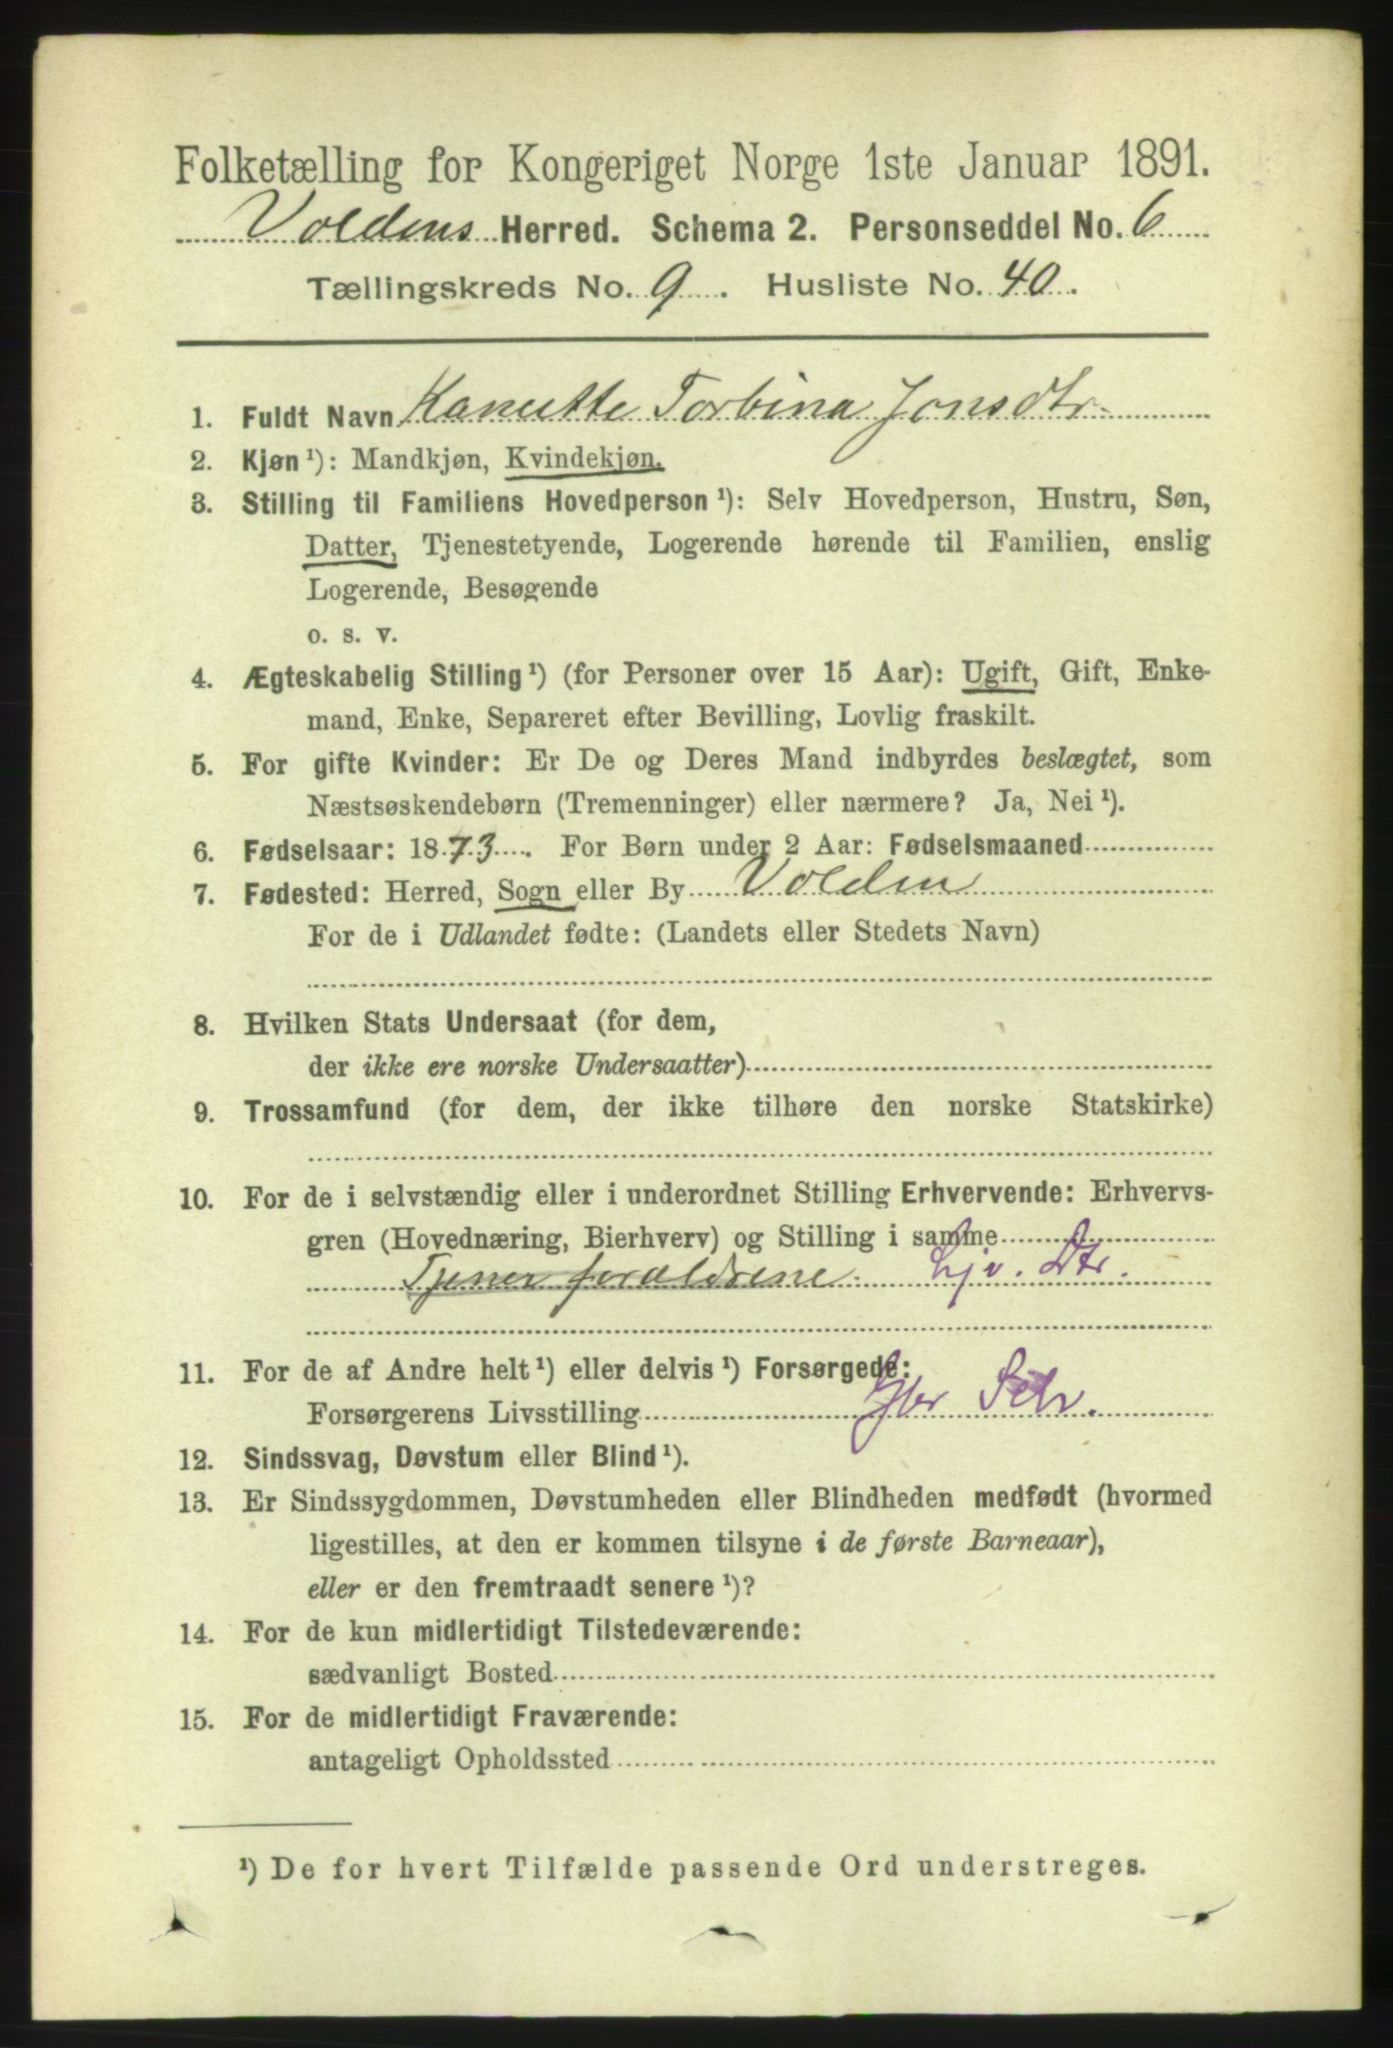 Folketælling for Kongeriget Norge 1ste Januar 1891.
Voldens Herred. Schema 2. Personseddel No. 6
Tællingskreds No. 9. Husliste No. 40.
1. Fuldt Navn Kanutte Torbina Jonsdtr.
2. Kjøn ¹): Mandkjøn, Kvindekjøn.
3. Stilling til Familiens Hovedperson ¹): Selv Hovedperson, Hustru, Søn,
Datter, Tjenestetyende, Logerende hørende til Familien, enslig
Logerende, Besøgende
o. s. v.
4. Ægteskabelig Stilling ¹) (for Personer over 15 Aar): Ugift, Gift, Enke-
mand, Enke, Separeret efter Bevilling, Lovlig fraskilt.
5. For gifte Kvinder: Er De og Deres Mand indbyrdes beslægtet, som
Næstsøskendebørn (Tremenninger) eller nærmere? Ja, Nei ¹).
6. Fødselsaar: 1873. For Børn under 2 Aar: Fødselsmaaned
7. Fødested: Herred, Sogn eller By Volden
For de i Udlandet fødte: (Landets eller Stedets Navn)
8. Hvilken Stats Undersaat (for dem,
der ikke ere norske Undersaatter)
9. Trossamfund (for dem, der ikke tilhøre den norske Statskirke)
10. For de i selvstændig eller i underordnet Stilling Erhvervende: Erhvervs-
gren (Hovednæring, Bierhverv) og Stilling i samme
Tjener forældrene. Dtr.
11. For de af Andre helt ¹) eller delvis ¹) Forsørgede:
Forsørgerens Livsstilling
12. Sindssvag, Døvstum eller Blind ¹).
13. Er Sindssygdommen, Døvstumheden eller Blindheden medfødt (hvormed
ligestilles, at den er kommen tilsyne i de første Barneaar),
eller er den fremtraadt senere ¹)?
14. For de kun midlertidigt Tilstedeværende:
sædvanligt Bosted
15. For de midlertidigt Fraværende:
antageligt Opholdssted
¹) De for hvert Tilfælde passende Ord understreges.